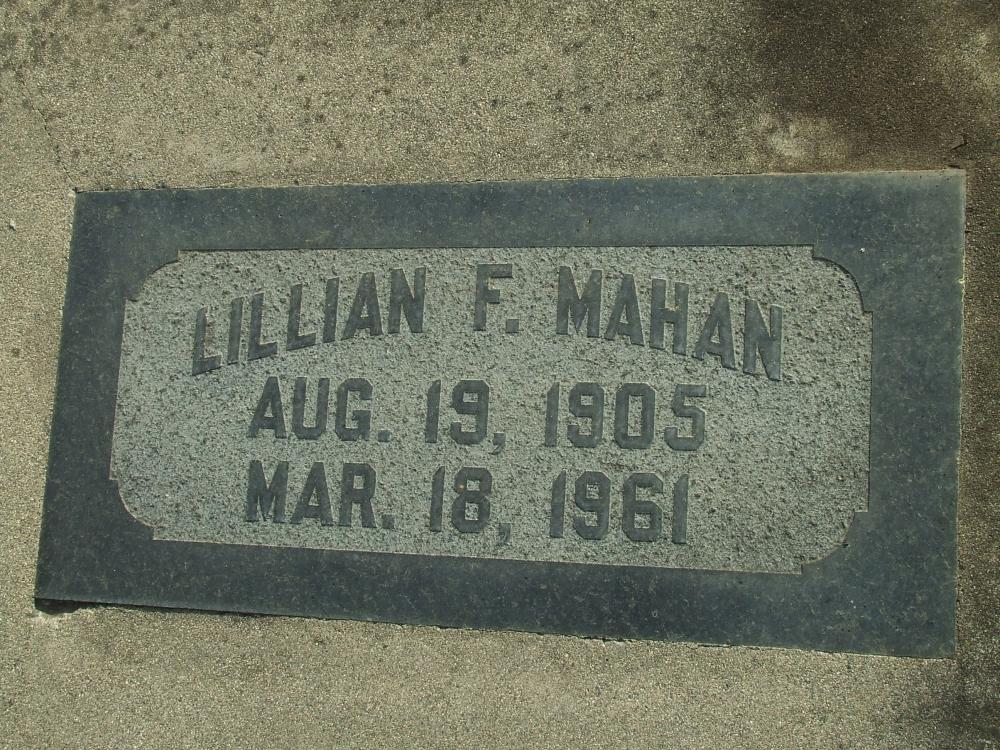 LILLIAN F. MAHAN
AUG. 19, 1905
MAR. 18, 1961